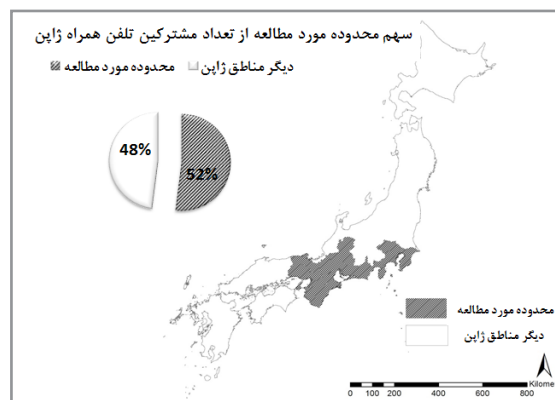 سهم محدوده مورد مطالعه از تعداد مشترکین تلفن همراه ژاپن
محدوده مورد مطالعه دیگر مناطق ژاپن
48%
52%
محدوده مورد مطالعه
دیگر مناطق ژاپن
0 50 100 200 400 600 800
Kilome